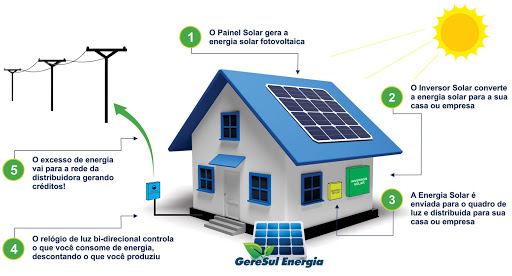 1
O Painel Solar gera a
energia solar fotovoltaica
2
O Inversor Solar converte
a energia solar para a sua
casa ou empresa
INVERSOR
SOLAR
3
A Energia Solar é
enviada para o quadro de
luz e distribuida para sua
casa ou empresa
4
O relógio de luz bi-direcional controla
o que você consome de energia,
descontando o que você produziu
5
O excesso de energia
vai para a rede da
distribuidora gerando
créditos!
GereSul Energia